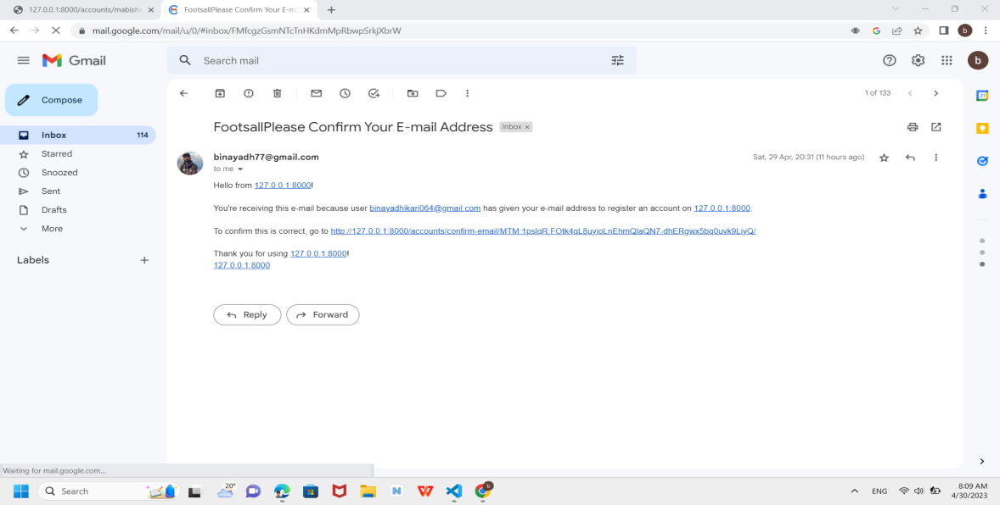 127.0.0.1:8000/accounts/mabisha
FootsallPlease Confirm Your E-m
mail.google.com/mail/u/0/#inbox/FMfcgzGsmNTcTnHKdmMpRbwpSrkjXbrW
b
Gmail
Search mail
b
Compose
1 of 133
31
Inbox 114
Starred
Snoozed
Sent
Drafts
More
Labels
FootsallPlease Confirm Your E-mail Address Inbox ×
binayadh77@gmail.com
Sat, 29 Apr, 20:31 (11 hours ago)
to me
Hello from 127.0.0.1:8000!
You're receiving this e-mail because user binayadhikari064@gmail.com has given your e-mail address to register an account on 127.0.0.1:8000.
To confirm this is correct, go to http://127.0.0.1:8000/accounts/confirm-email/MTM:1pslqR:FOtk4qL8uyioLnEhmQlaQN7-dhERgwx5bq0uvk9LiyQ/
Thank you for using 127.0.0.1:8000!
127.0.0.1:8000
Reply
Forward
Waiting for mail.google.com...
Search
20°
N
W
b
ENG
8:09 AM
4/30/2023